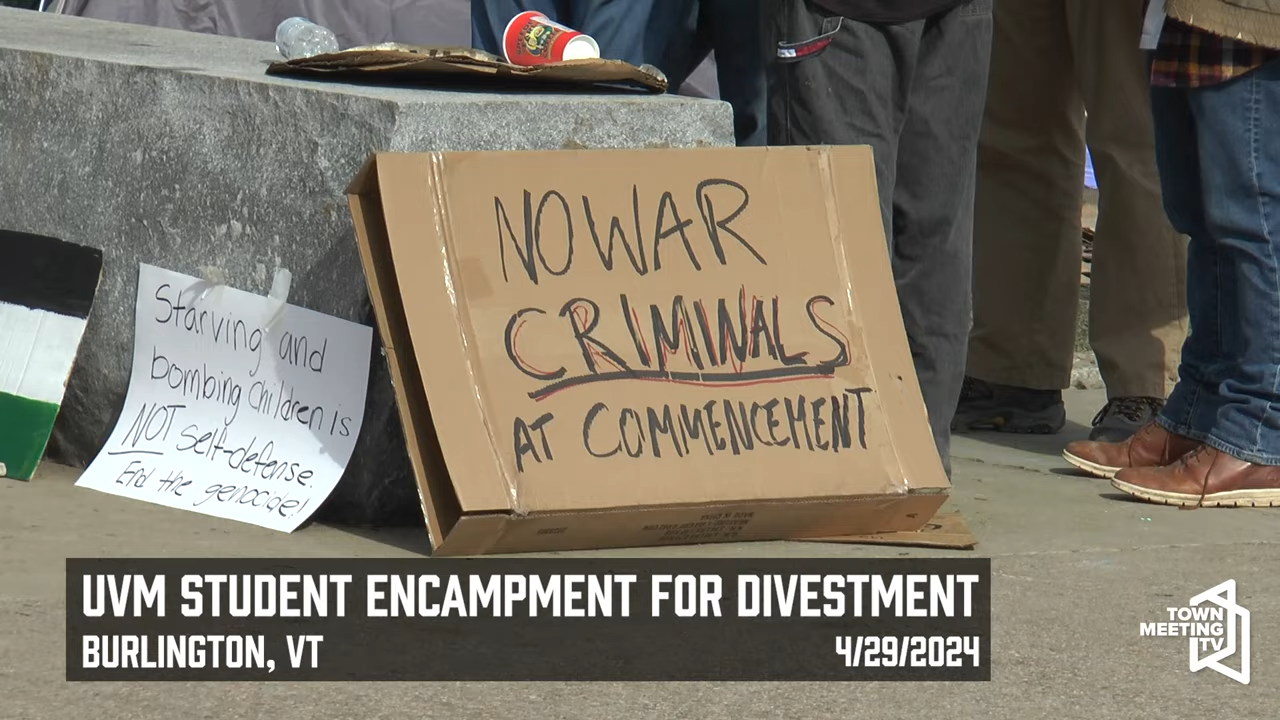 NO WAR
CRIMINALS
AT COMMENCEMENT
Starving and
bombing children is
NOT self-defense.
End the genocide!
UVM STUDENT ENCAMPMENT FOR DIVESTMENT
BURLINGTON, VT
4/29/2024
TOWN
MEETING
TV